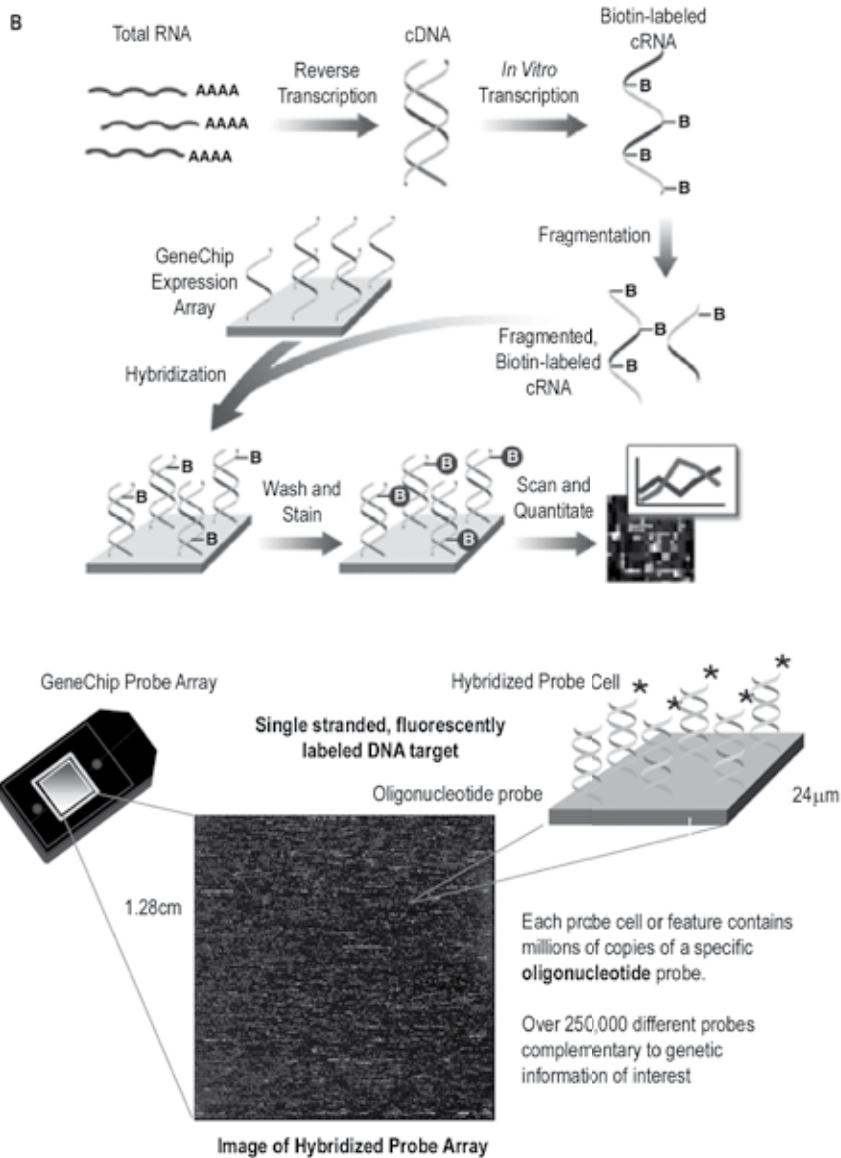 B
Total RNA
AAAA
AAAA
AAAA
Reverse
Transcription
cDNA
In Vitro
Transcription
Biotin-labeled
cRNA
B
B
B
B
Fragmentation
GeneChip
Expression
Array
Hybridization
Fragmented,
Biotin-labeled
cRNA
B
B
B
B
B
B
B
B
Wash and
Stain
B
B
B
B
Scan and
Quantitate
GeneChip Probe Array
Hybridized Probe Cell
* * * * *
Single stranded, fluorescently
labeled DNA target
Oligonucleotide probe
24μm
1.28cm
Each probe cell or feature contains
millions of copies of a specific
oligonucleotide probe.
Over 250,000 different probes
complementary to genetic
information of interest
Image of Hybridized Probe Array